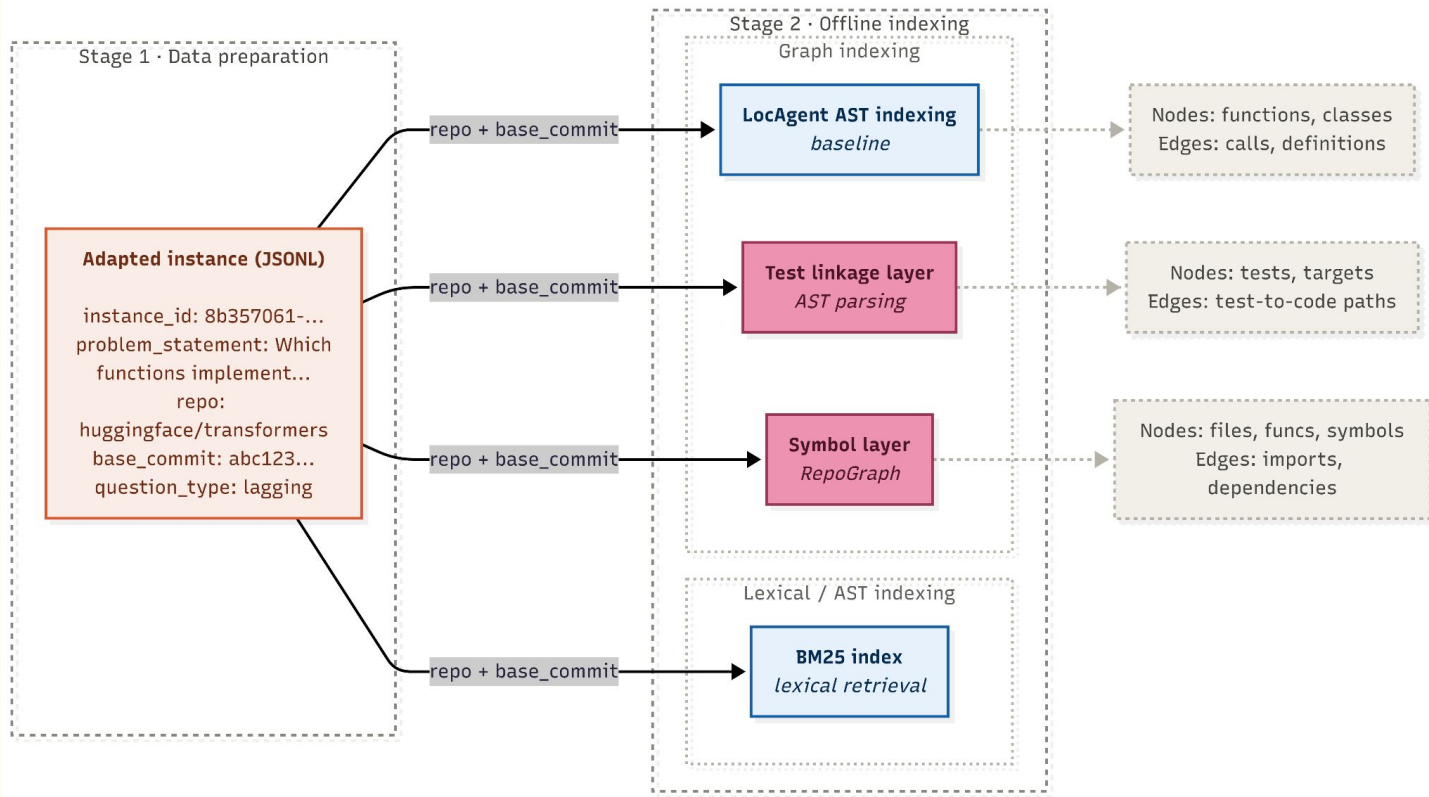 Stage 1 · Data preparation
Adapted instance (JSONL)
instance_id: 8b357061-...
problem_statement: Which
functions implement...
repo:
huggingface/transformers
base_commit: abc123...
question_type: lagging
repo + base_commit
repo + base_commit
repo + base_commit
repo + base_commit
Stage 2 · Offline indexing
Graph indexing
LocAgent AST indexing
baseline
Test linkage layer
AST parsing
Symbol layer
RepoGraph
Lexical / AST indexing
BM25 index
lexical retrieval
Nodes: functions, classes
Edges: calls, definitions
Nodes: tests, targets
Edges: test-to-code paths
Nodes: files, funcs, symbols
Edges: imports,
dependencies